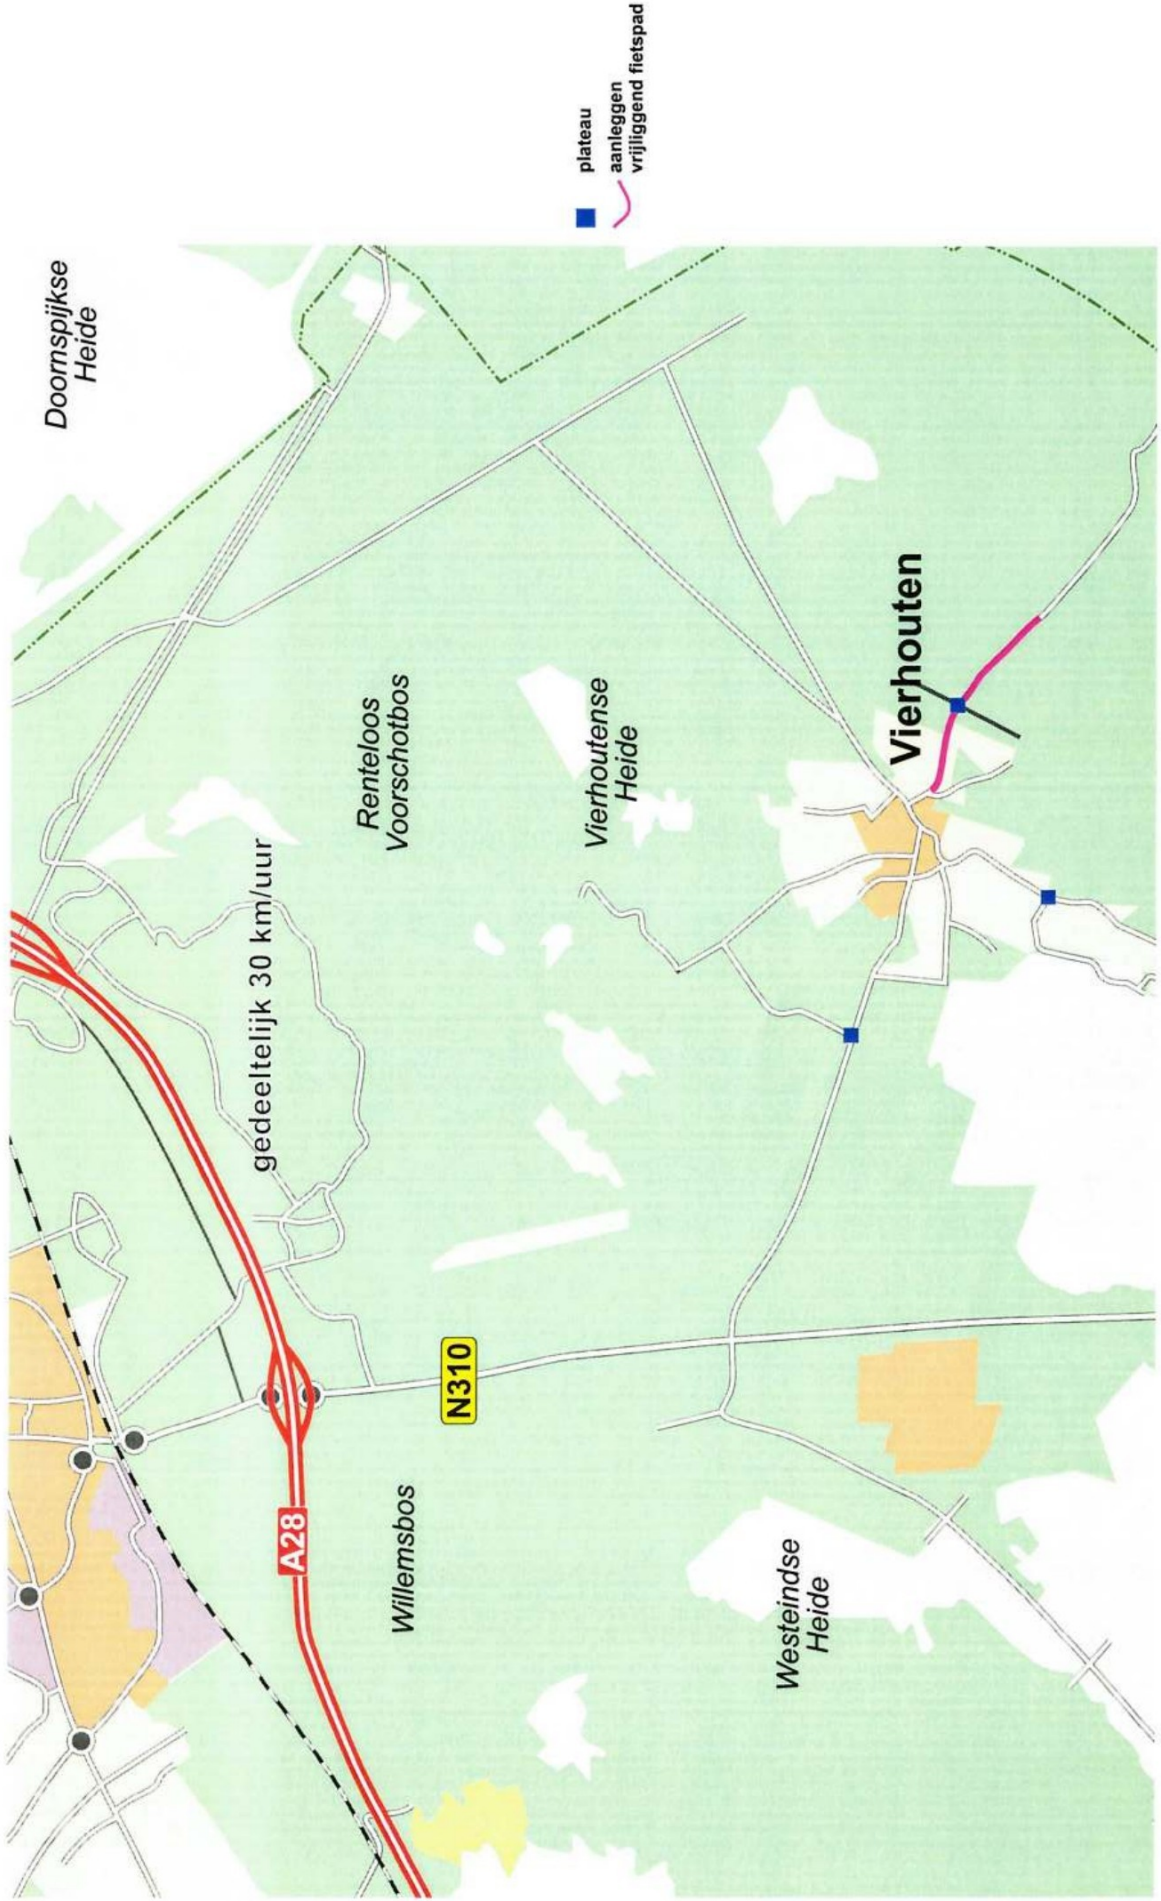 Doornspijkse
Heide
plateau
aanleggen
vrijliggend fietspad
Renteloos
Voorschotbos
gedeeltelijk 30 km/uur
Vierhoutense
Heide
Vierhouten
N310
A28
Willemsbos
Westeindse
Heide